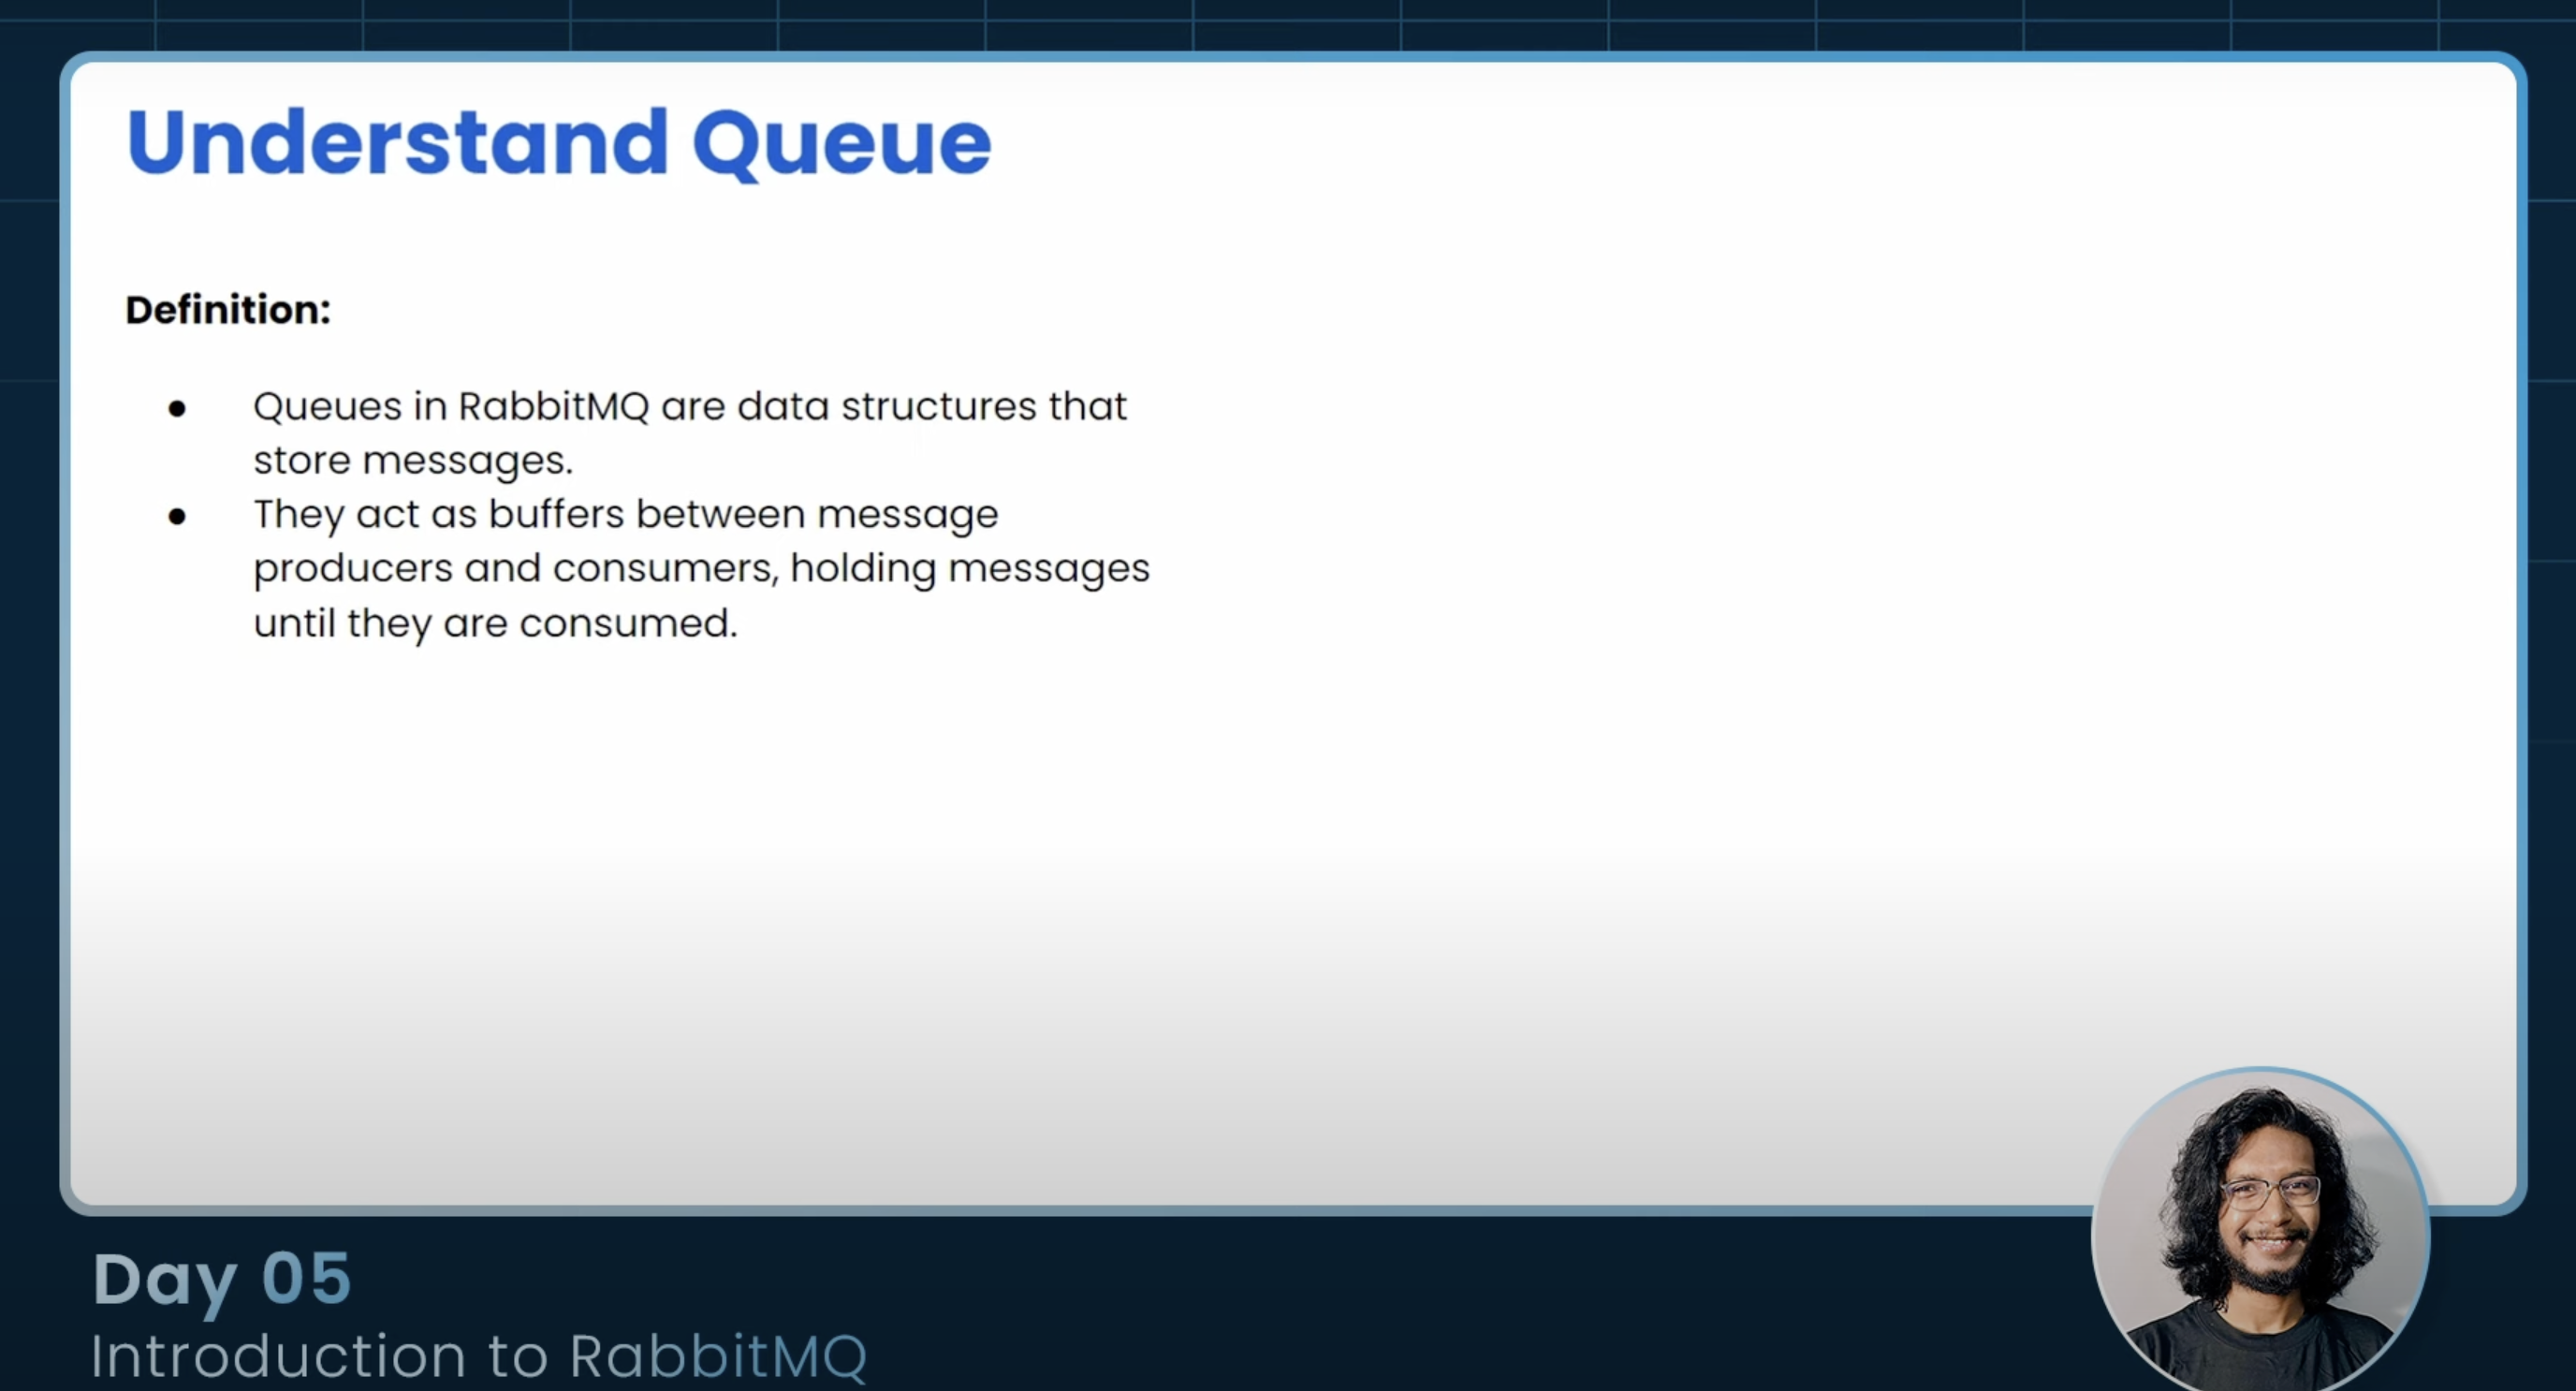 Understand Queue
Definition:
● Queues in RabbitMQ are data structures that
store messages.
● They act as buffers between message
producers and consumers, holding messages
until they are consumed.
Day 05
Introduction to RabbitMQ